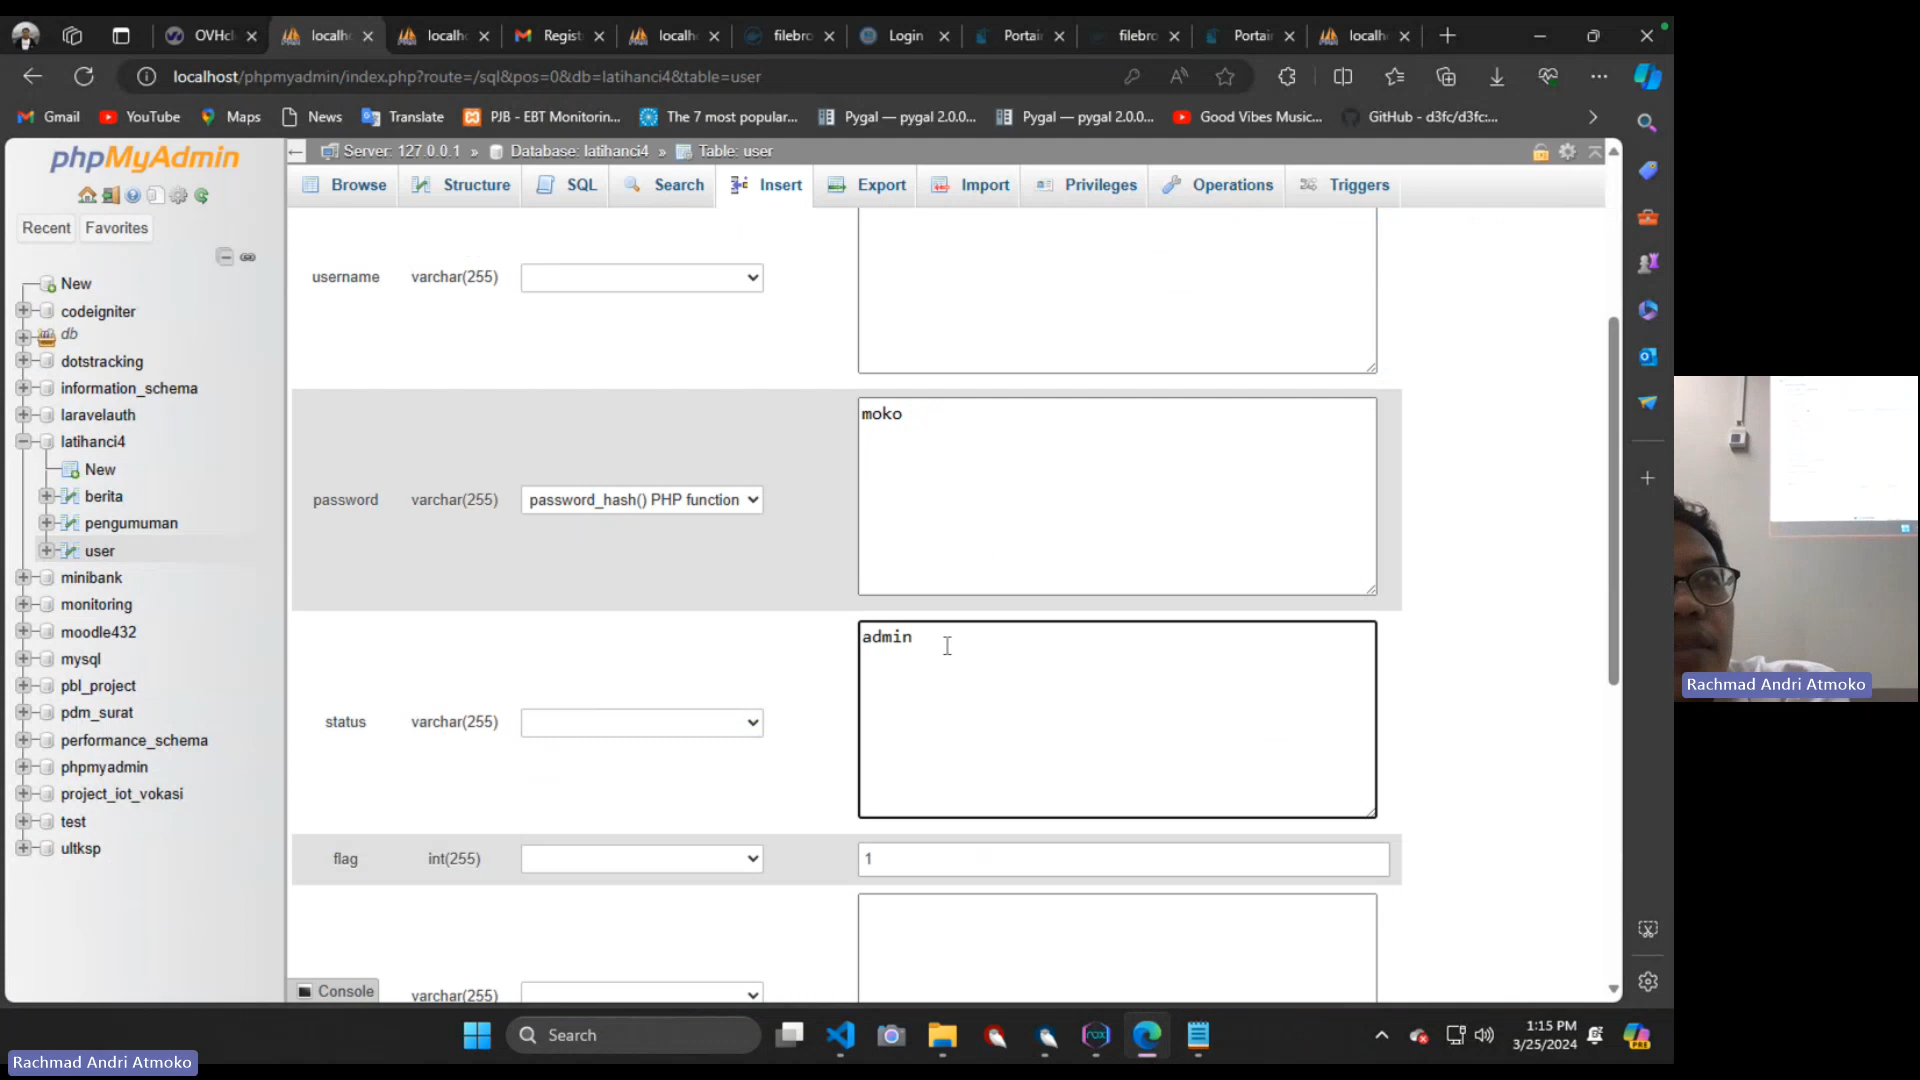 OVHcl
localh
localh
Regist
localh
filebro
Login
Portain
filebro
Portain
localh
localhost/phpmyadmin/index.php?route=/sql&pos=0&db=latihanci4&table=user
Gmail
YouTube
Maps
News
Translate
PJB - EBT Monitorin...
The 7 most popular...
Pygal — pygal 2.0.0...
Pygal — pygal 2.0.0...
Good Vibes Music...
GitHub - d3fc/d3fc:...
phpMyAdmin
Recent
Favorites
New
codeigniter
db
dotstracking
information_schema
laravelauth
latihanci4
New
berita
pengumuman
user
minibank
monitoring
moodle432
mysql
pbl_project
pdm_surat
performance_schema
phpmyadmin
project_iot_vokasi
test
ultksp
Server: 127.0.0.1 » Database: latihanci4 » Table: user
Browse
Structure
SQL
Search
Insert
Export
Import
Privileges
Operations
Triggers
username varchar(255)
password varchar(255) password_hash() PHP function moko
status varchar(255) admin
flag int(255) 1
varchar(255)
Console
Search
1:15 PM
3/25/2024
PRE
Rachmad Andri Atmoko
Rachmad Andri Atmoko